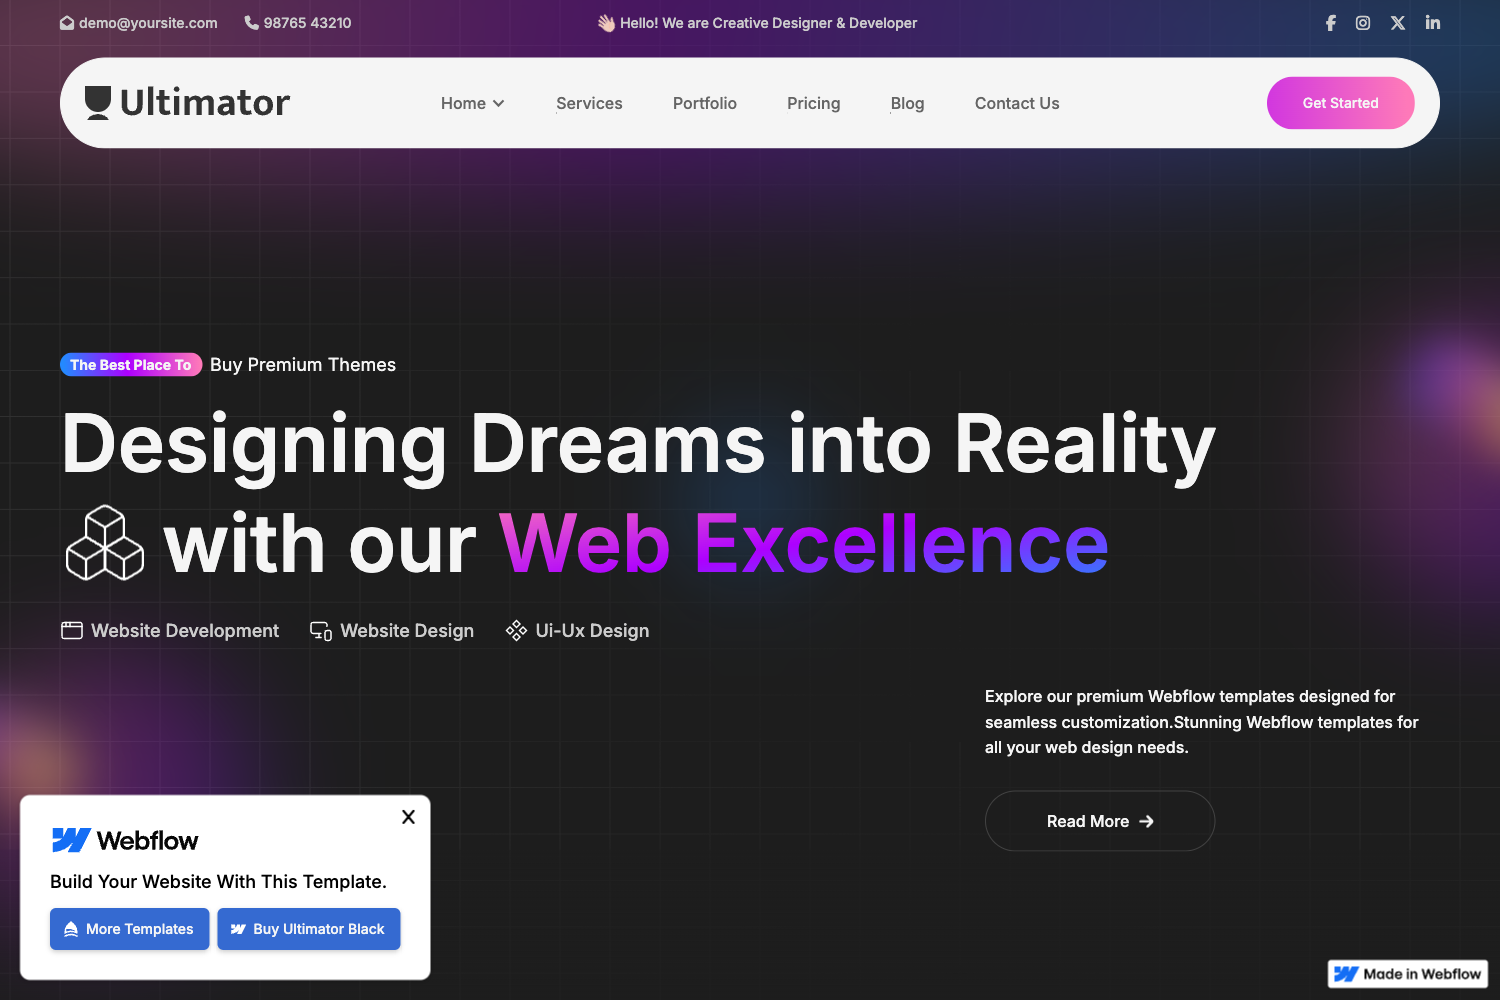 demo@yoursite.com 98765 43210 👋🏻 Hello! We are Creative Designer & Developer
Ultimator Home Services Portfolio Pricing Blog Contact Us Get Started
The Best Place To Buy Premium Themes
Designing Dreams into Reality
with our Web Excellence
Website Development Website Design Ui-Ux Design
Explore our premium Webflow templates designed for
seamless customization.Stunning Webflow templates for
all your web design needs.
Read More
X
Webflow
Build Your Website With This Template.
More Templates Buy Ultimator Black
Made in Webflow